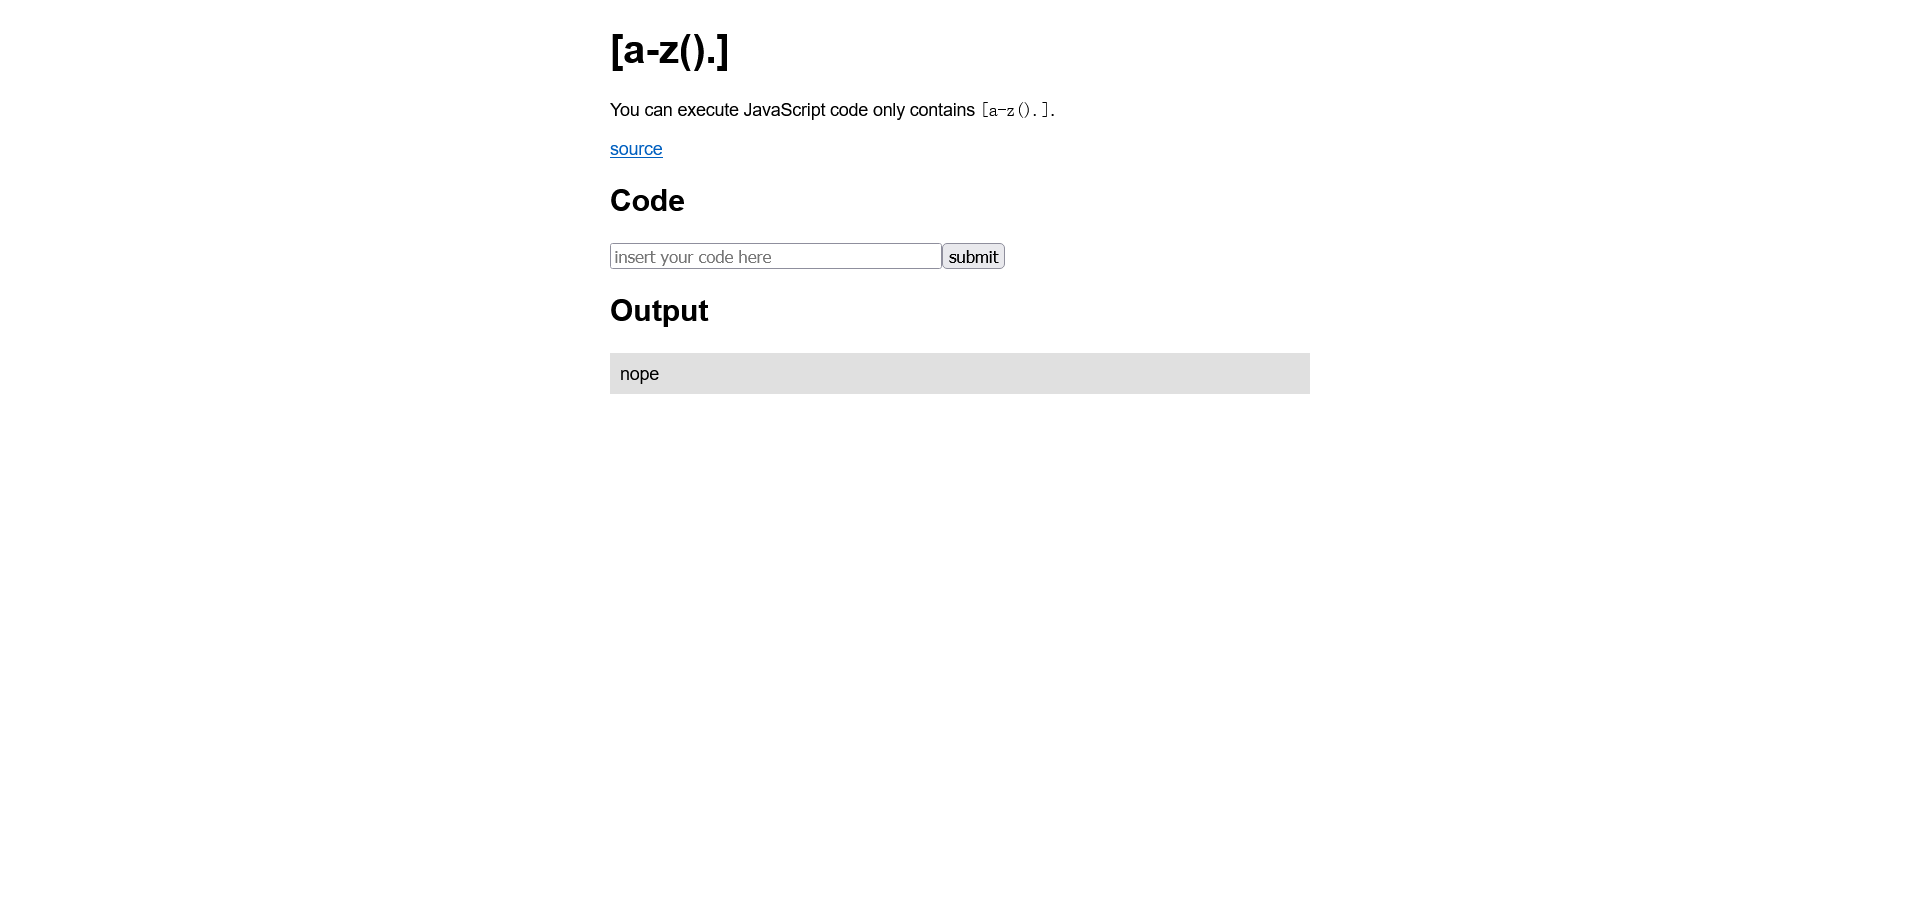 [a-z().]
You can execute JavaScript code only contains [a-z().].
source
Code
insert your code here submit
Output
nope